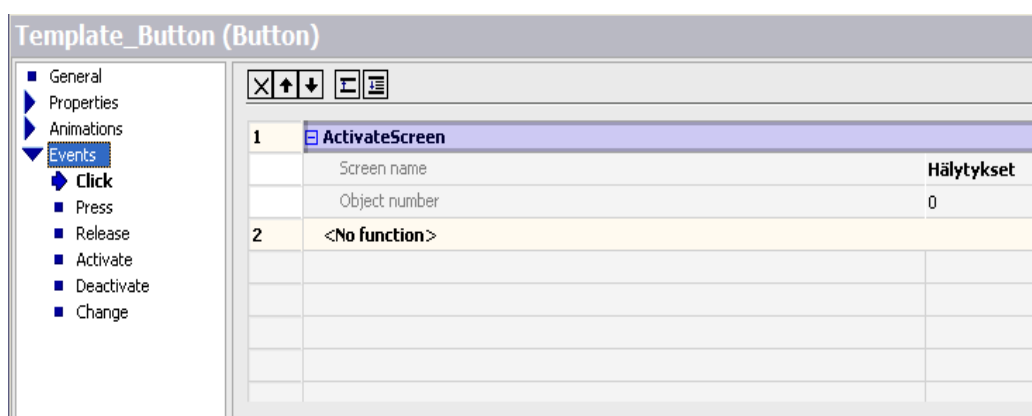 Template_Button (Button)
General
Properties
Animations
Events
Click
Press
Release
Activate
Deactivate
Change
1 ActivateScreen
Screen name Hälytykset
Object number 0
2 <No function>